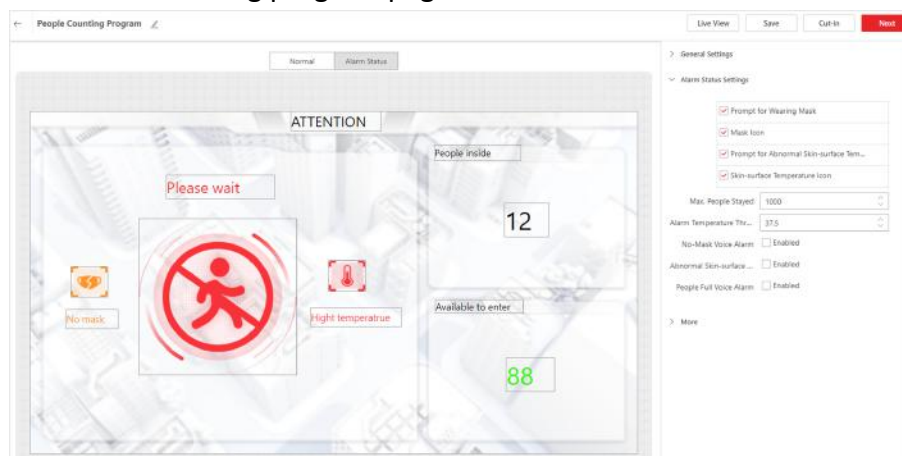 People Counting Program
Live View
Save
Cut-In
Next
Normal
Alarm Status
General Settings
Alarm Status Settings
Prompt for Wearing Mask
Mask Icon
Prompt for Abnormal Skin-surface Tem...
Skin-surface Temperature Icon
Max. People Stayed 1000
Alarm Temperature Thr... 37.5
No-Mask Voice Alarm Enabled
Abnormal Skin-surface ... Enabled
People Full Voice Alarm Enabled
More
ATTENTION
Please wait
No mask
Hight temperatrue
People inside
12
Available to enter
88